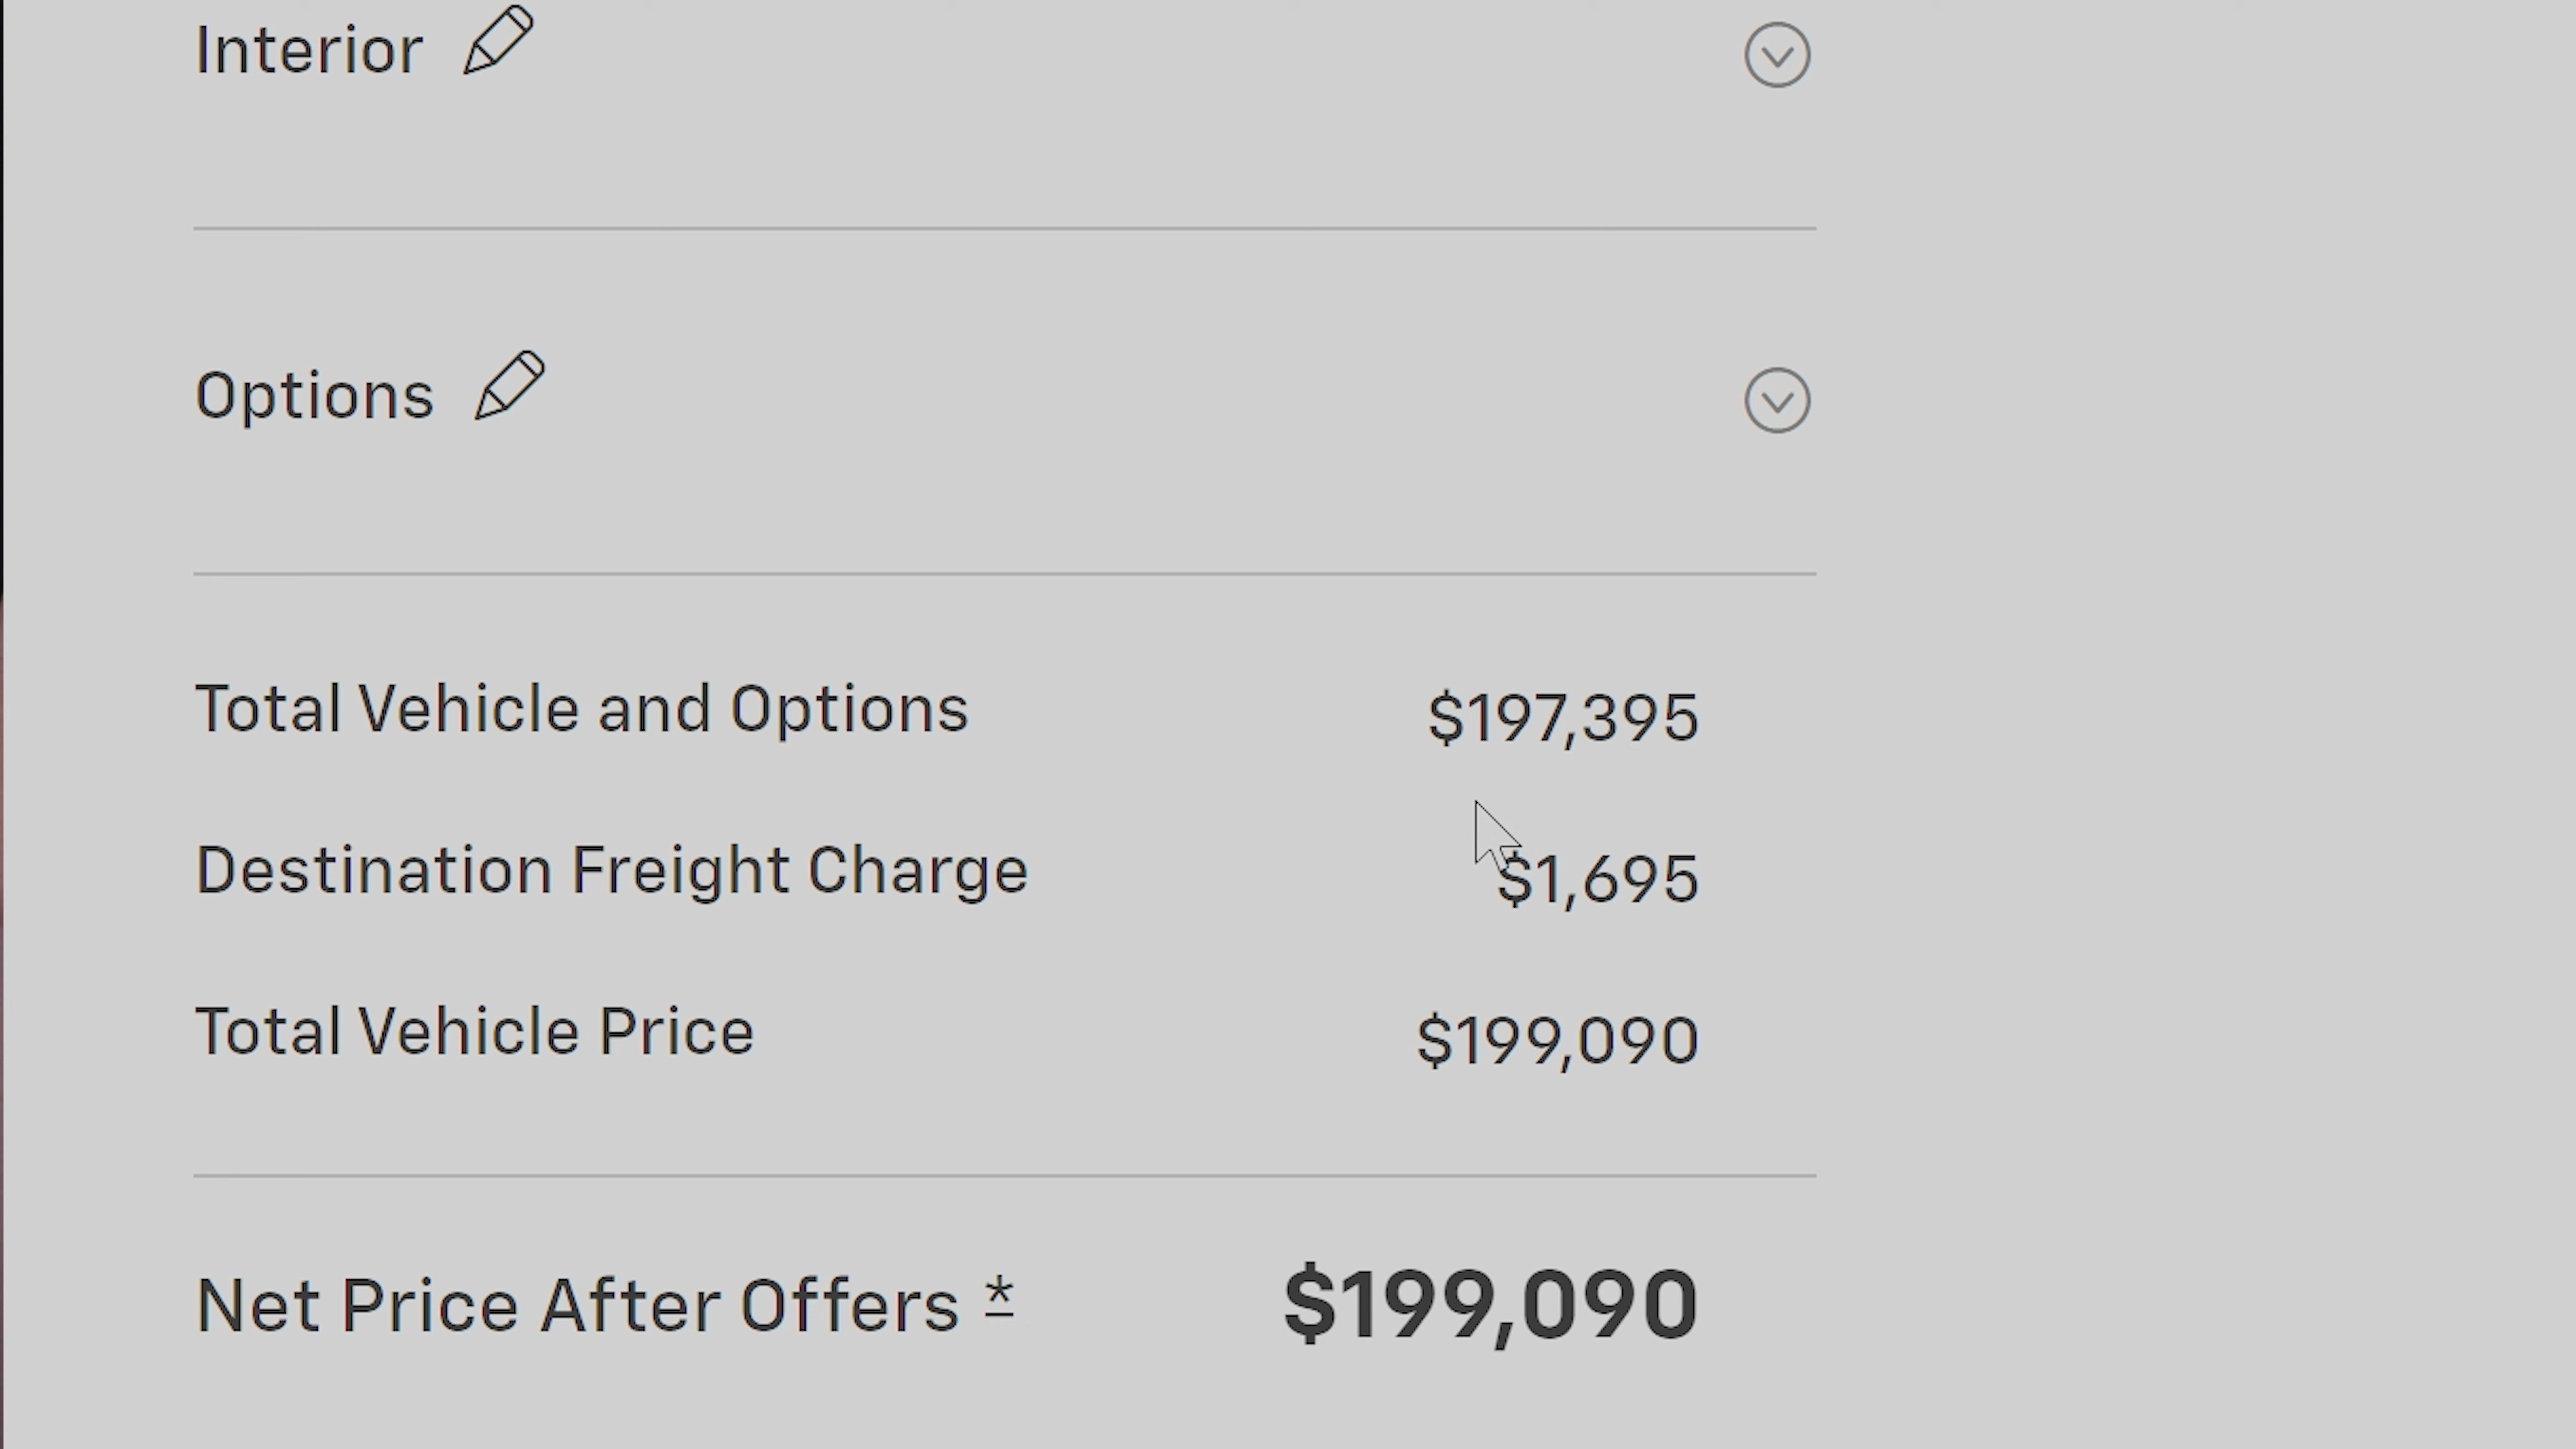 Interior
Options
Total Vehicle and Options $197,395
Destination Freight Charge $1,695
Total Vehicle Price $199,090
Net Price After Offers * $199,090